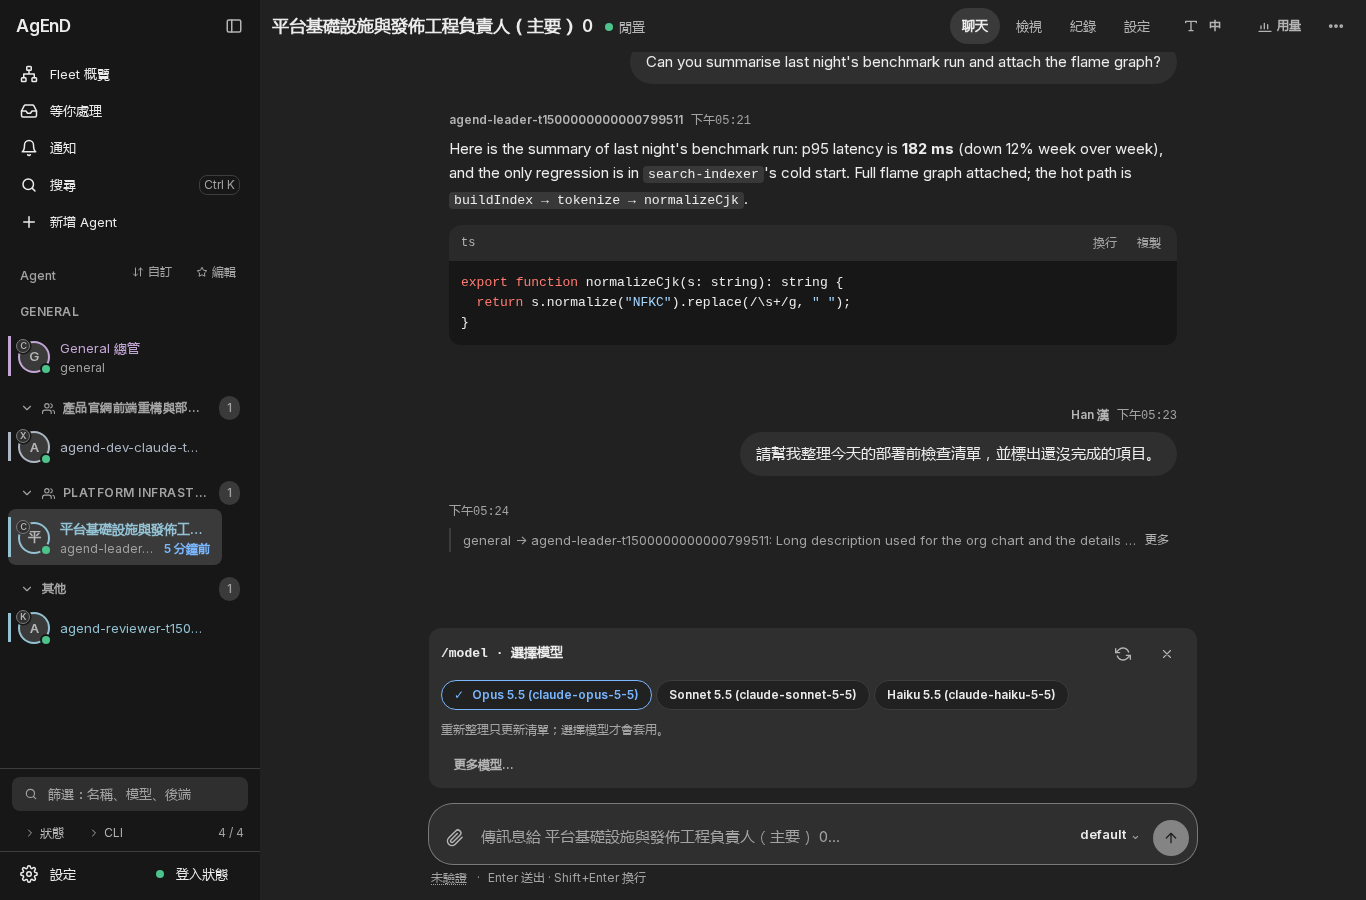 AgEnD
Fleet 概覽
等你處理
通知
搜尋 Ctrl K
新增 Agent
Agent 自訂 編輯
GENERAL
C G
General 總管
general
產品官網前端重構與部… 1
X A
agend-dev-claude-t…
PLATFORM INFRAST… 1
C 平
平台基礎設施與發佈工…
agend-leader… 5 分鐘前
其他 1
K A
agend-reviewer-t150…
篩選：名稱、模型、後端
狀態 CLI 4 / 4
設定 登入狀態
平台基礎設施與發佈工程負責人（主要）0 閒置
聊天 檢視 紀錄 設定 中 用量
Can you summarise last night's benchmark run and attach the flame graph?
agend-leader-t1500000000000799511 下午05:21
Here is the summary of last night's benchmark run: p95 latency is 182 ms (down 12% week over week),
and the only regression is in search-indexer's cold start. Full flame graph attached; the hot path is
buildIndex → tokenize → normalizeCjk.
ts 換行 複製
export function normalizeCjk(s: string): string {
return s.normalize("NFKC").replace(/\s+/g, " ");
}
Han 漢 下午05:23
請幫我整理今天的部署前檢查清單，並標出還沒完成的項目。
下午05:24
general → agend-leader-t1500000000000799511: Long description used for the org chart and the details … 更多
/model · 選擇模型
✓ Opus 5.5 (claude-opus-5-5) Sonnet 5.5 (claude-sonnet-5-5) Haiku 5.5 (claude-haiku-5-5)
重新整理只更新清單；選擇模型才會套用。
更多模型…
傳訊息給 平台基礎設施與發佈工程負責人（主要）0… default
未驗證 · Enter 送出 · Shift+Enter 換行